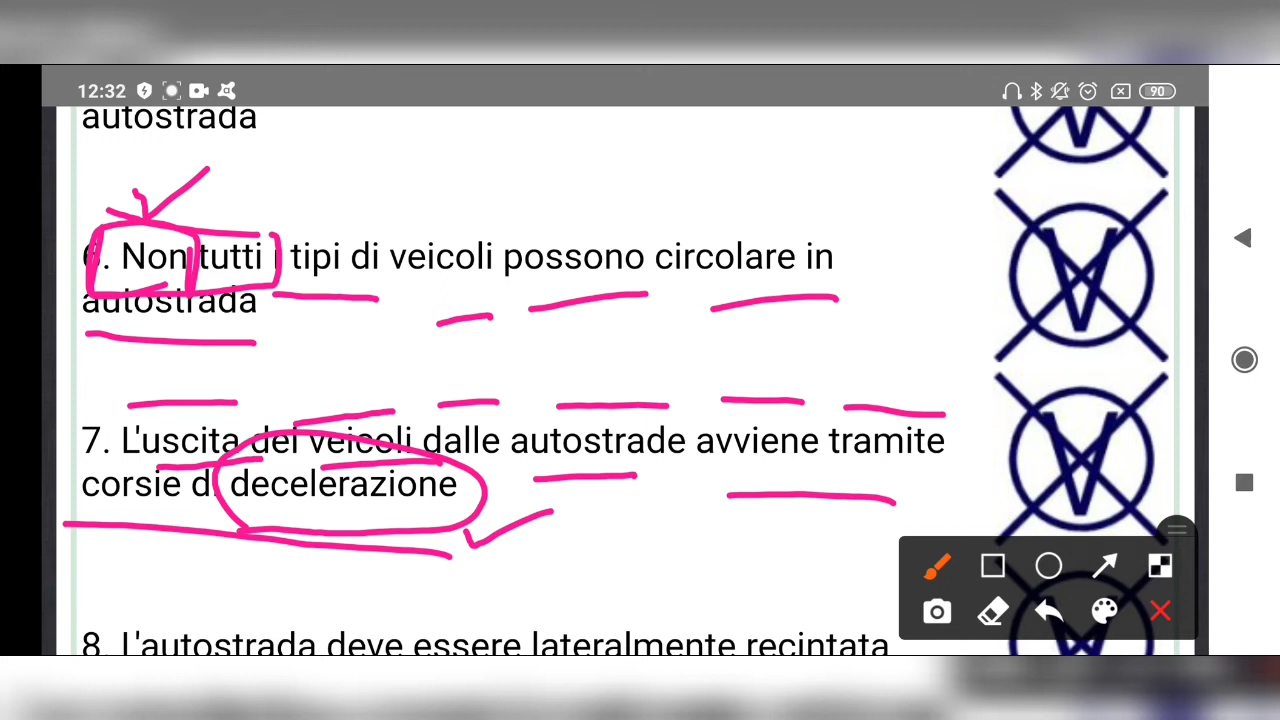 12:32
90
autostrada
6. Non tutti i tipi di veicoli possono circolare in
autostrada
V
7. L'uscita dei veicoli dalle autostrade avviene tramite
corsie di decelerazione
V
8. L'autostrada deve essere lateralmente recintata